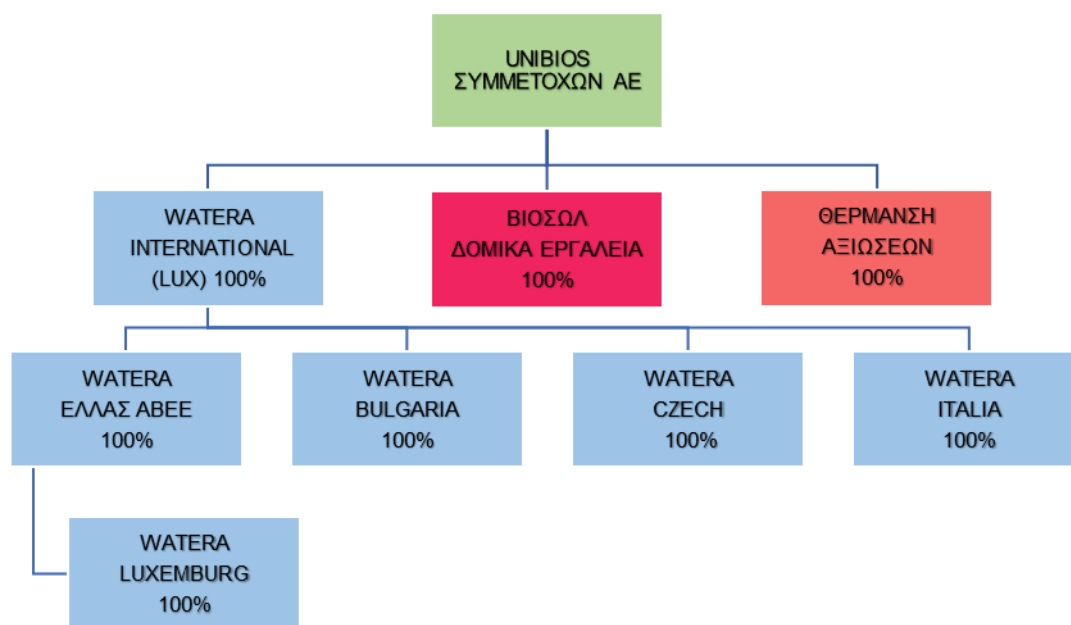 UNIBIOS
ΣΥΜΜΕΤΟΧΩΝ ΑΕ
WATERA
INTERNATIONAL
(LUX) 100%
ΒΙΟΣΩΛ
ΔΟΜΙΚΑ ΕΡΓΑΛΕΙΑ
100%
ΘΕΡΜΑΝΣΗ
ΑΞΙΩΣΕΩΝ
100%
WATERA
ΕΛΛΑΣ ΑΒΕΕ
100%
WATERA
BULGARIA
100%
WATERA
CZECH
100%
WATERA
ITALIA
100%
WATERA
LUXEMBURG
100%